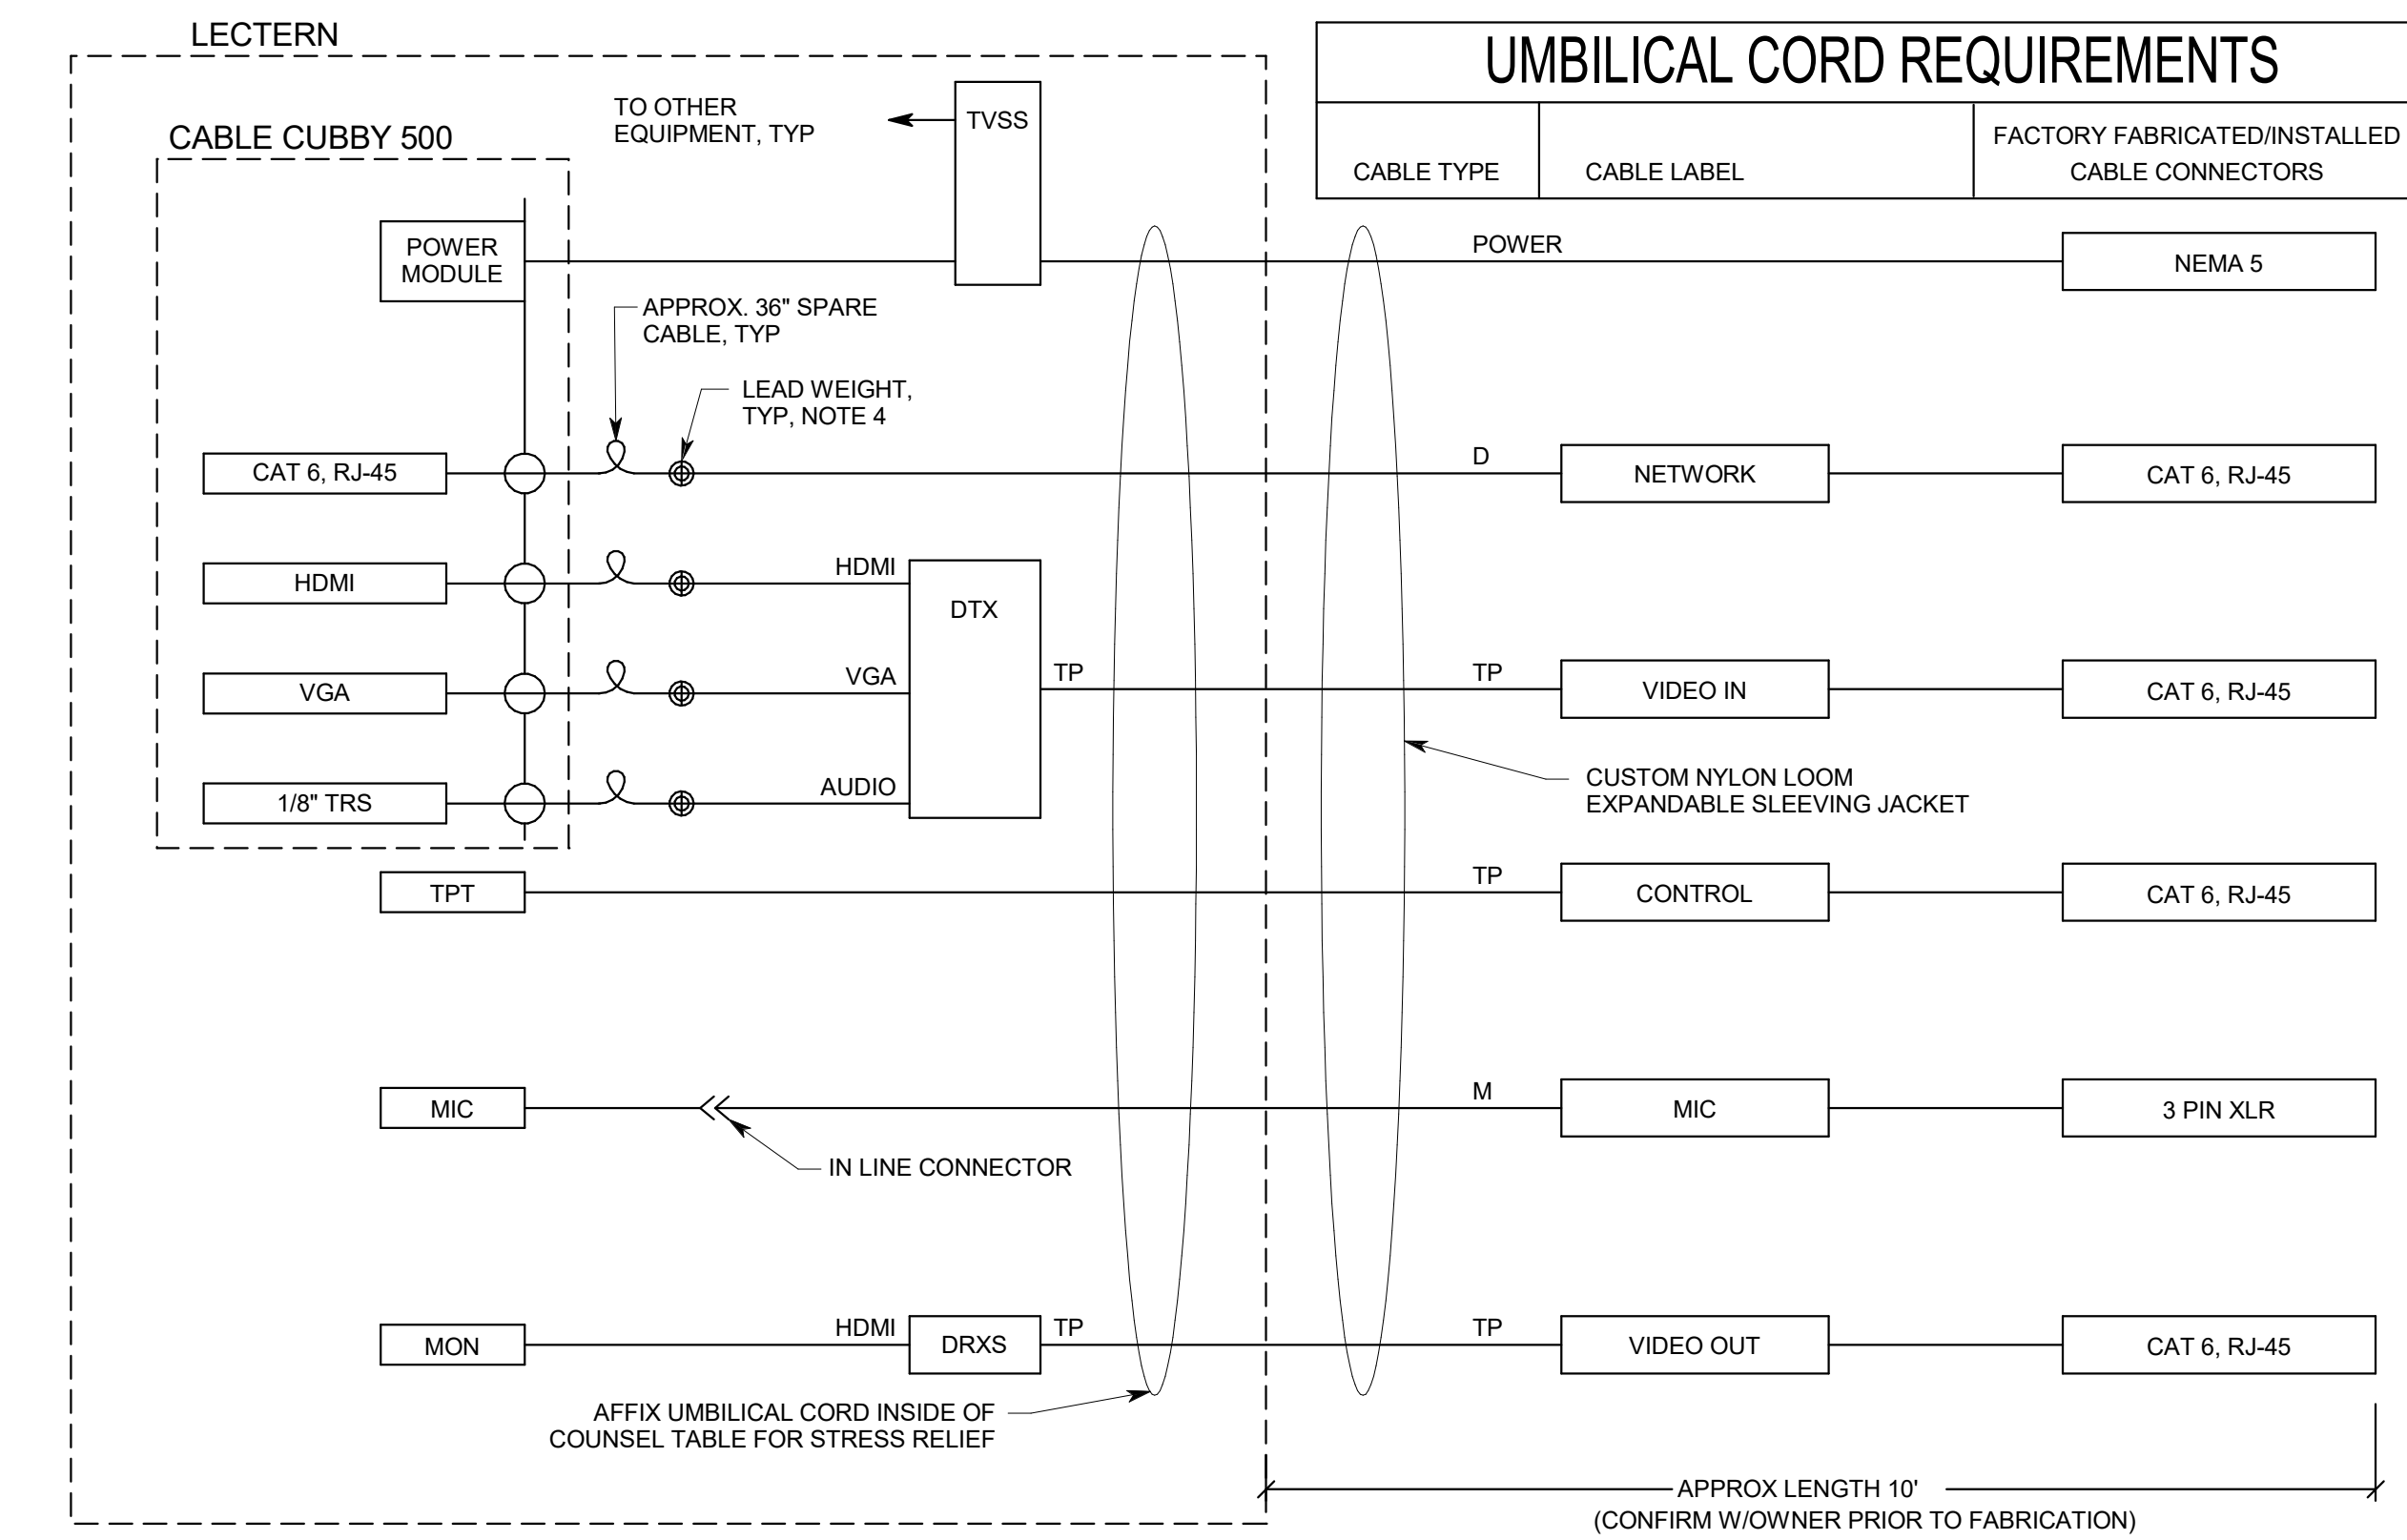 LECTERN
UMBILICAL CORD REQUIREMENTS
CABLE TYPE
CABLE LABEL
FACTORY FABRICATED/INSTALLED
CABLE CONNECTORS
TO OTHER
EQUIPMENT, TYP
TVSS
CABLE CUBBY 500
POWER
MODULE
POWER
NEMA 5
APPROX. 36" SPARE
CABLE, TYP
LEAD WEIGHT,
TYP, NOTE 4
CAT 6, RJ-45
D
NETWORK
CAT 6, RJ-45
HDMI
HDMI
DTX
VGA
VGA
TP
TP
VIDEO IN
CAT 6, RJ-45
1/8" TRS
AUDIO
CUSTOM NYLON LOOM
EXPANDABLE SLEEVING JACKET
TPT
TP
CONTROL
CAT 6, RJ-45
MIC
M
MIC
3 PIN XLR
IN LINE CONNECTOR
MON
HDMI
DRXS
TP
TP
VIDEO OUT
CAT 6, RJ-45
AFFIX UMBILICAL CORD INSIDE OF
COUNSEL TABLE FOR STRESS RELIEF
APPROX LENGTH 10'
(CONFIRM W/OWNER PRIOR TO FABRICATION)